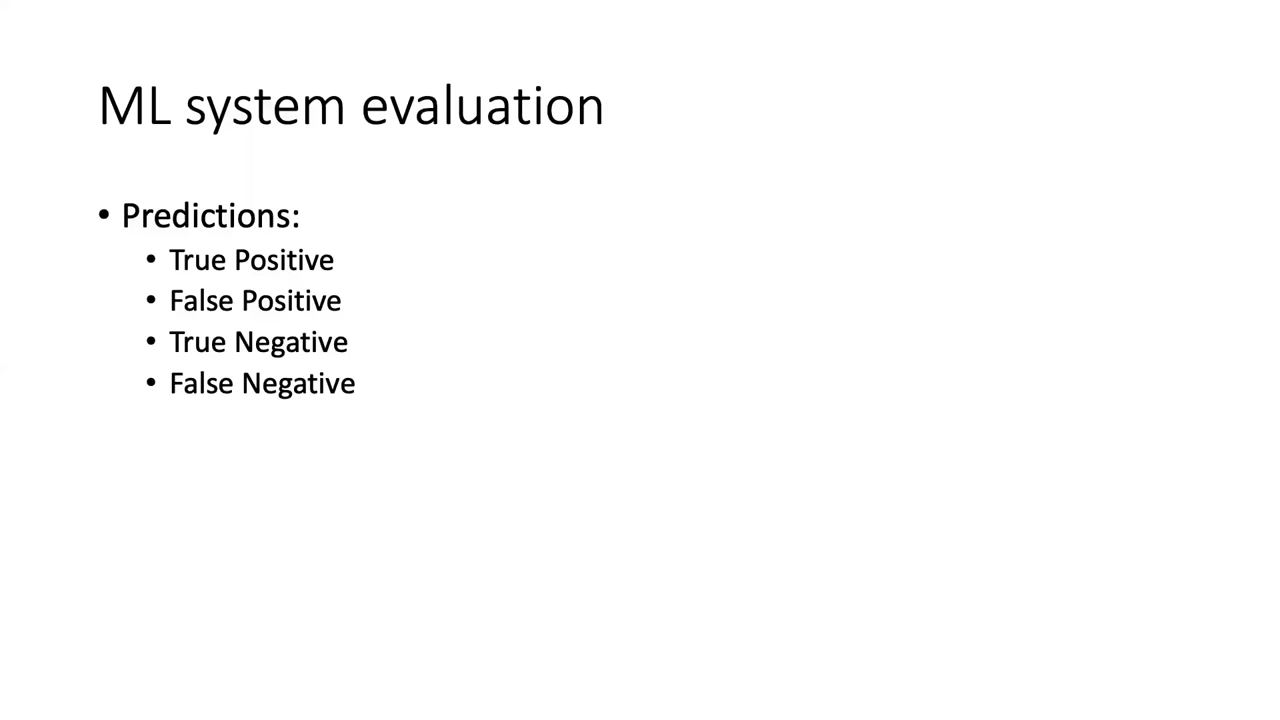 ML system evaluation
• Predictions:
• True Positive
• False Positive
• True Negative
• False Negative